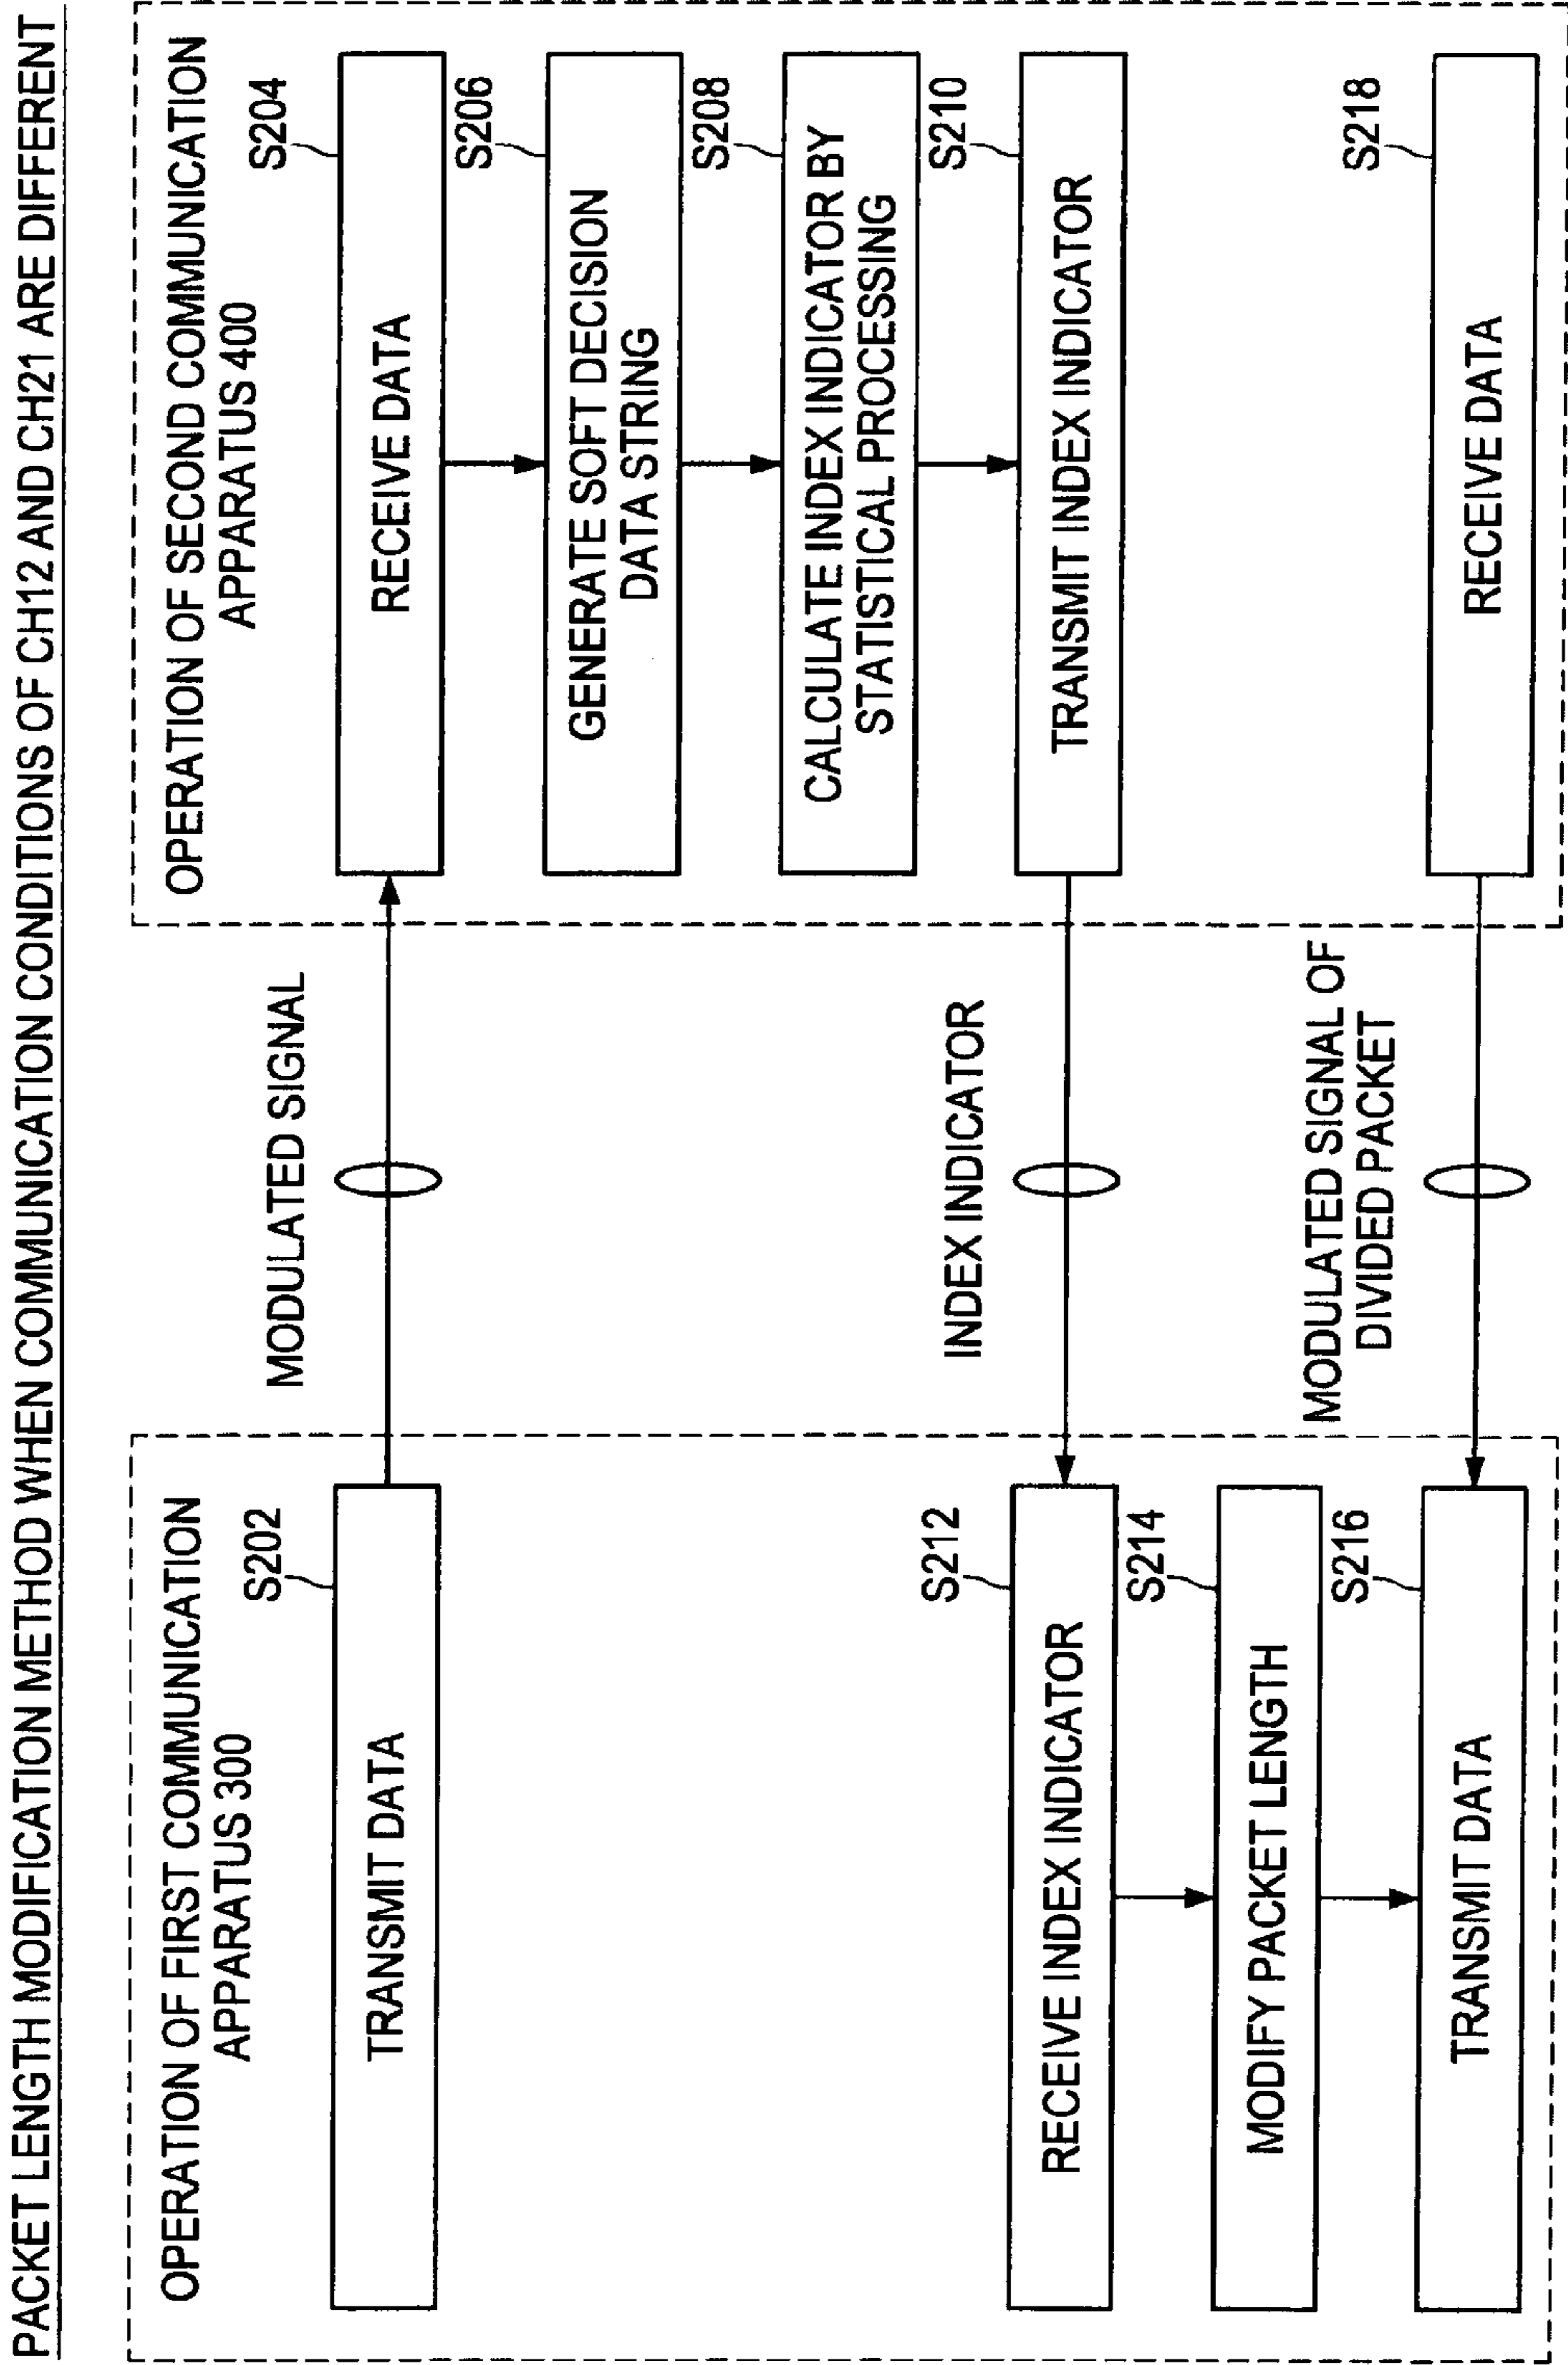 PACKET LENGTH MODIFICATION METHOD WHEN COMMUNICATION CONDITIONS OF CH12 AND CH21 ARE DIFFERENT
OPERATION OF FIRST COMMUNICATION
APPARATUS 300
S202
TRANSMIT DATA
MODULATED SIGNAL
OPERATION OF SECOND COMMUNICATION
APPARATUS 400
S204
RECEIVE DATA
S206
GENERATE SOFT DECISION
DATA STRING
S208
CALCULATE INDEX INDICATOR BY
STATISTICAL PROCESSING
S210
TRANSMIT INDEX INDICATOR
INDEX INDICATOR
S212
RECEIVE INDEX INDICATOR
S214
MODIFY PACKET LENGTH
S216
TRANSMIT DATA
MODULATED SIGNAL OF
DIVIDED PACKET
S218
RECEIVE DATA